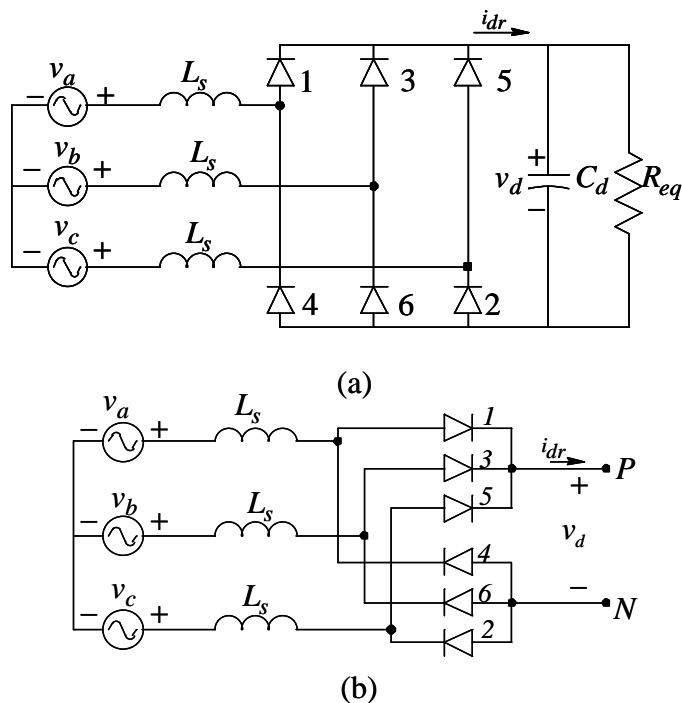 i_dr
v_a L_s 1 3 5
− +
v_b L_s
− +
v_d + − C_d R_eq
v_c L_s
− +
4 6 2
(a)
v_a L_s 1
− +
i_dr
3 P
+
5
v_b L_s v_d
− +
4
v_c L_s 6 − N
− +
2
(b)